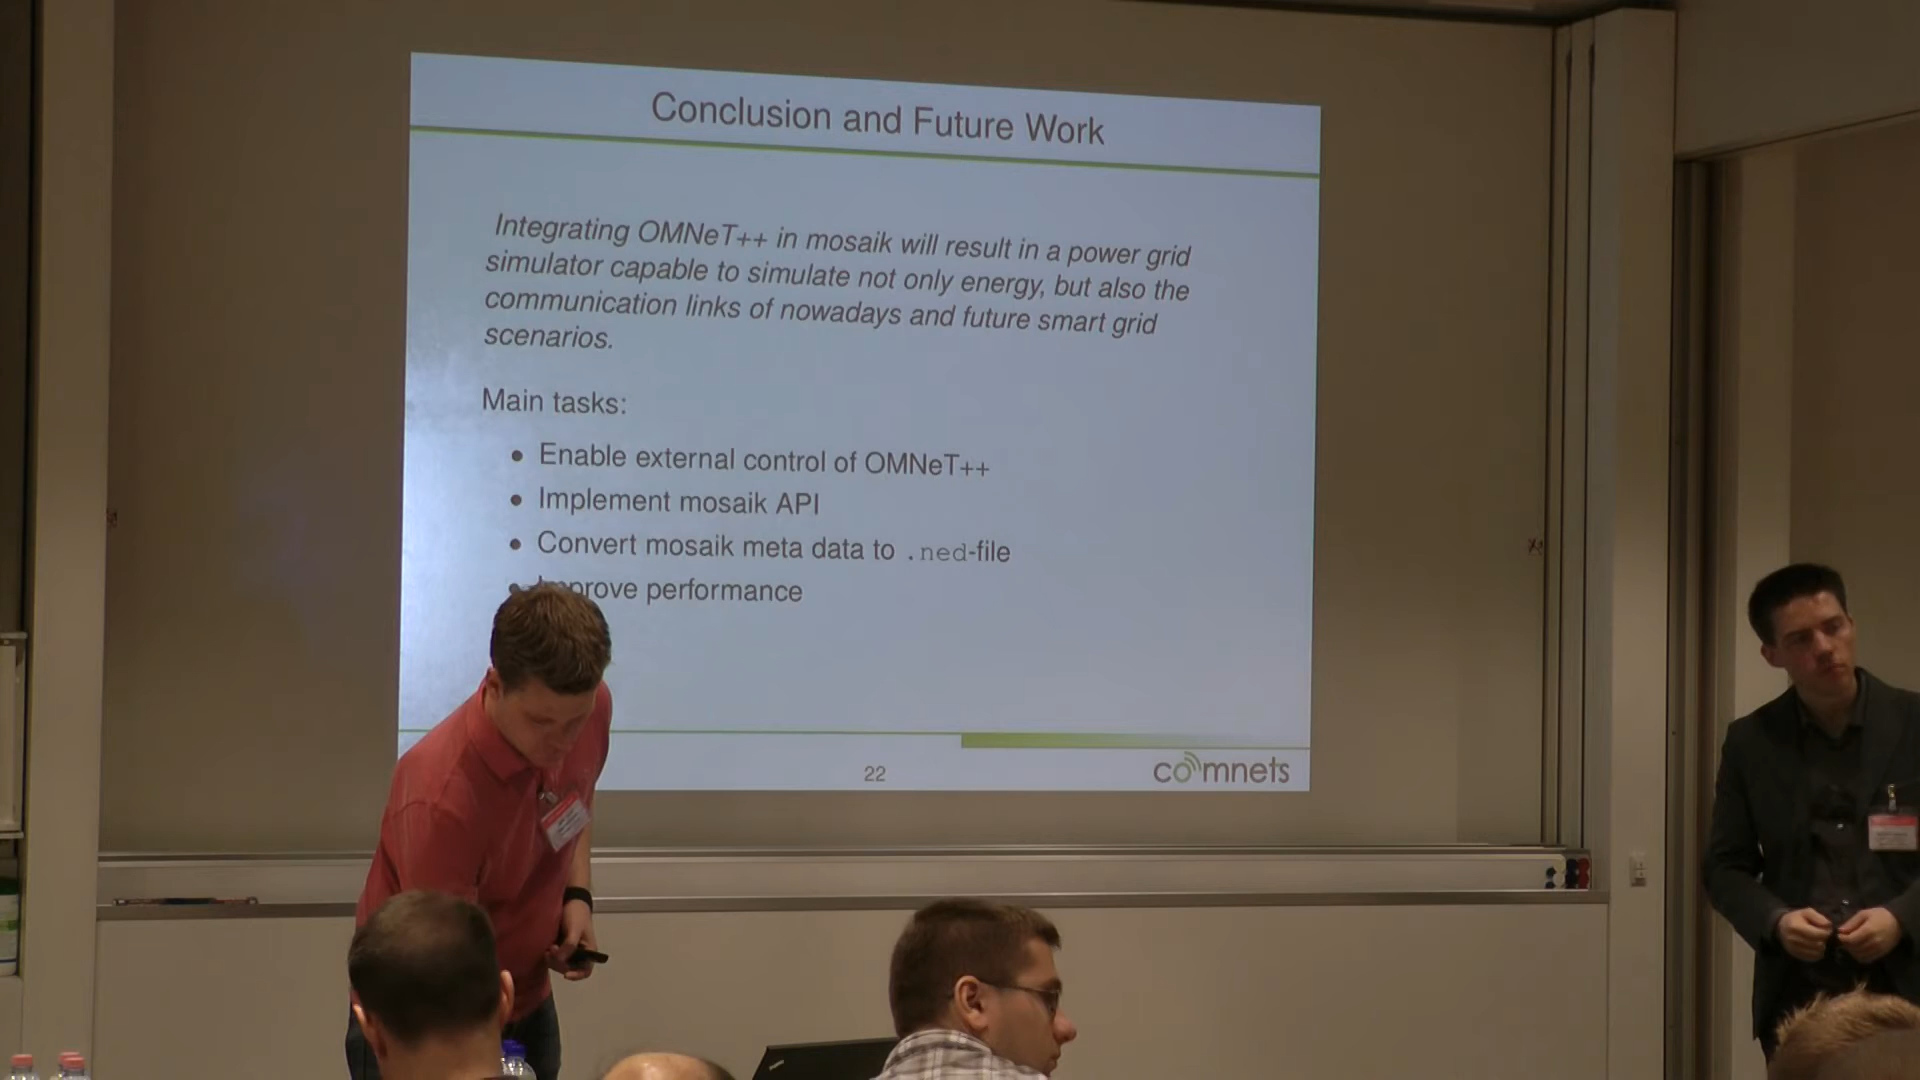 Conclusion and Future Work
Integrating OMNeT++ in mosaik will result in a power grid
simulator capable to simulate not only energy, but also the
communication links of nowadays and future smart grid
scenarios.
Main tasks:
• Enable external control of OMNeT++
• Implement mosaik API
• Convert mosaik meta data to .ned-file
• Improve performance
22
comnets